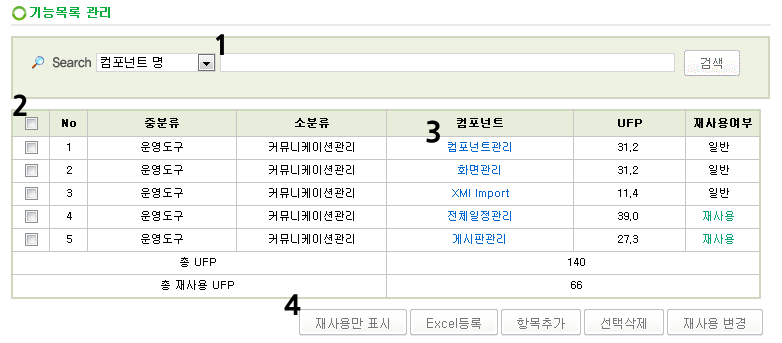 기능목록 관리
1
Search 컴포넌트 명 검색
2
No 중분류 소분류 컴포넌트 UFP 재사용여부
3
1 운영도구 커뮤니케이션관리 컴포넌트관리 31,2 일반
2 운영도구 커뮤니케이션관리 화면관리 31,2 일반
3 운영도구 커뮤니케이션관리 XMI Import 11,4 일반
4 운영도구 커뮤니케이션관리 전체일정관리 39,0 재사용
5 운영도구 커뮤니케이션관리 게시판관리 27,3 재사용
총 UFP 140
총 재사용 UFP 66
4
재사용만 표시 Excel등록 항목추가 선택삭제 재사용 변경